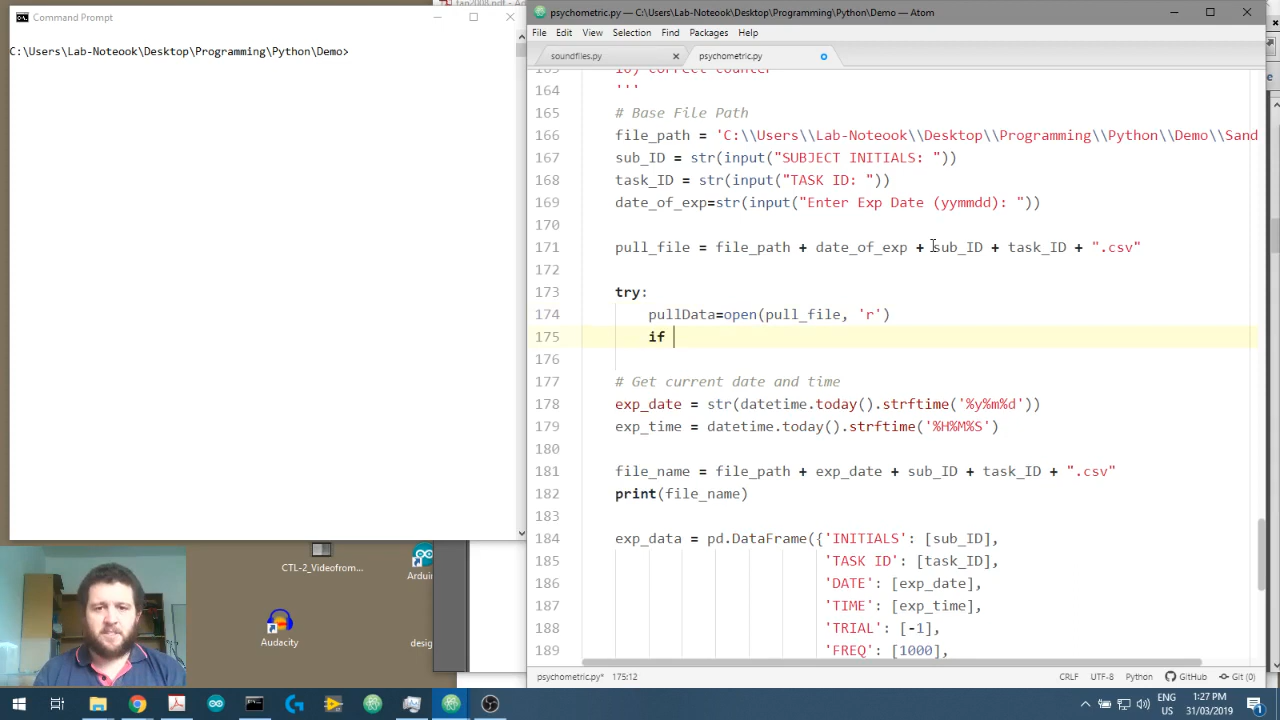 Command Prompt
C:\Users\Lab-Noteook\Desktop\Programming\Python\Demo>
psychometric.py — C:\Users\Lab-Noteook\Desktop\Programming\Python\
File Edit View Selection Find Packages Help
soundfiles.py
psychometric.py
164 '''
165 # Base File Path
166 file_path = 'C:\\Users\\Lab-Noteook\\Desktop\\Programming\\Python\\Demo\\Sand
167 sub_ID = str(input("SUBJECT INITIALS: "))
168 task_ID = str(input("TASK ID: "))
169 date_of_exp=str(input("Enter Exp Date (yymmdd): "))
170
171 pull_file = file_path + date_of_exp + sub_ID + task_ID + ".csv"
172
173 try:
174 pullData=open(pull_file, 'r')
175 if
176
177 # Get current date and time
178 exp_date = str(datetime.today().strftime('%y%m%d'))
179 exp_time = datetime.today().strftime('%H%M%S')
180
181 file_name = file_path + exp_date + sub_ID + task_ID + ".csv"
182 print(file_name)
183
184 exp_data = pd.DataFrame({'INITIALS': [sub_ID],
185 'TASK ID': [task_ID],
186 'DATE': [exp_date],
187 'TIME': [exp_time],
188 'TRIAL': [-1],
189 'FREQ': [1000],
psychometric.py* 175:12 CRLF UTF-8 Python GitHub Git (0)
CTL-2_Videofrom...
Arduin
Audacity
desig
ENG
US
1:27 PM
31/03/2019